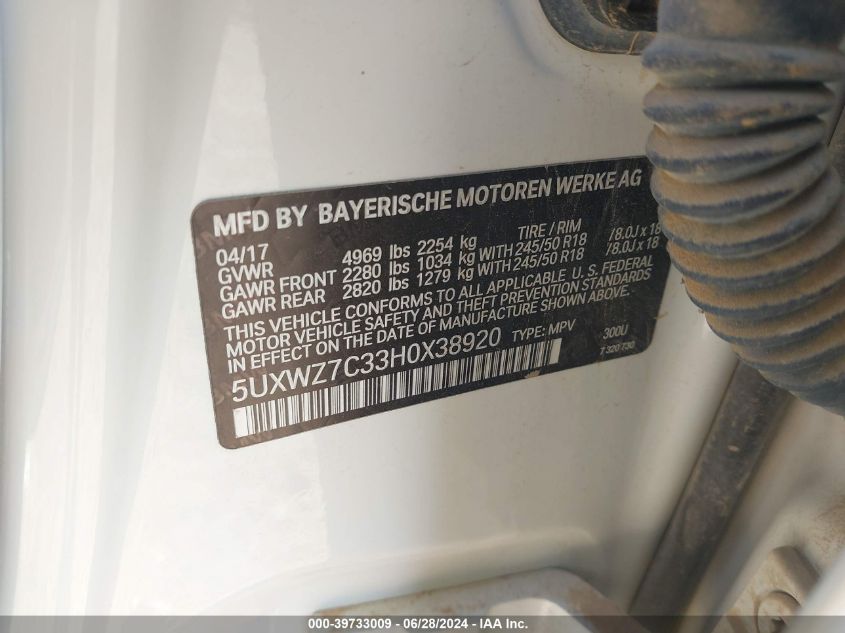 MFD BY BAYERISCHE MOTOREN WERKE AG
04/17 TIRE / RIM
GVWR 4969 lbs 2254 kg
GAWR FRONT 2280 lbs 1034 kg WITH 245/50 R18 /8.0J x 18
GAWR REAR 2820 lbs 1279 kg WITH 245/50 R18 /8.0J x 18
THIS VEHICLE CONFORMS TO ALL APPLICABLE U.S. FEDERAL
MOTOR VEHICLE SAFETY AND THEFT PREVENTION STANDARDS
IN EFFECT ON THE DATE OF MANUFACTURE SHOWN ABOVE.
5UXWZ7C33H0X38920 TYPE: MPV 300U
7 320 730
000-39733009 - 06/28/2024 - IAA, Inc.